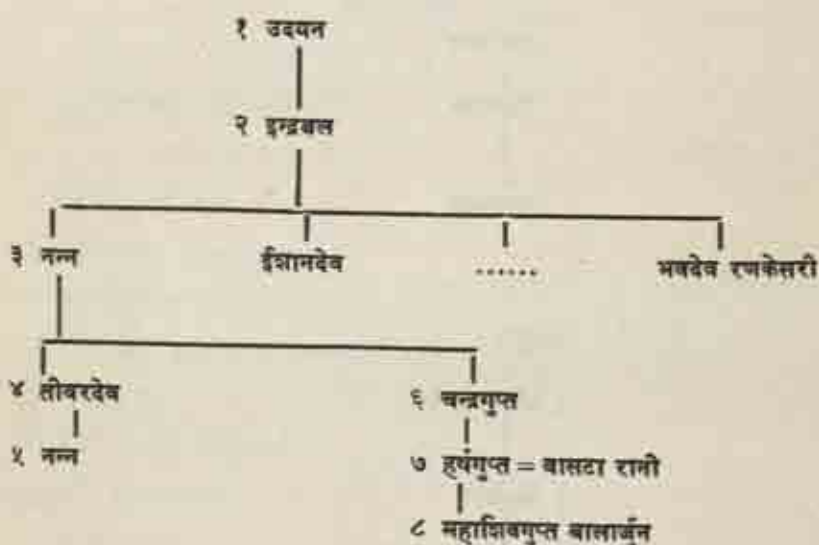 १ उदयन
२ इन्द्रबल
३ नन्न ईशानदेव ...... भवदेव रणकेसरी
४ तीवरदेव ६ चन्द्रगुप्त
५ नन्न ७ हर्षगुप्त = वासटा रानी
८ महाशिवगुप्त बालार्जुन